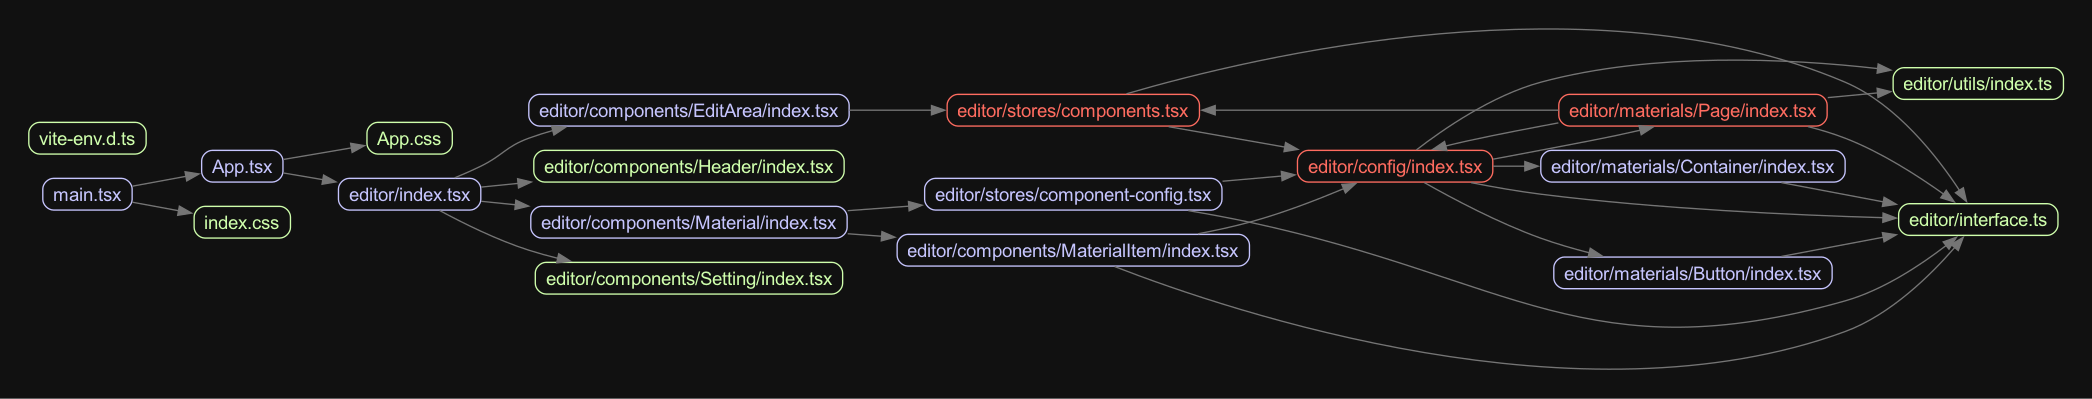 vite-env.d.ts
main.tsx
App.tsx
index.css
App.css
editor/index.tsx
editor/components/EditArea/index.tsx
editor/components/Header/index.tsx
editor/components/Material/index.tsx
editor/components/Setting/index.tsx
editor/stores/components.tsx
editor/stores/component-config.tsx
editor/components/MaterialItem/index.tsx
editor/config/index.tsx
editor/materials/Page/index.tsx
editor/materials/Container/index.tsx
editor/materials/Button/index.tsx
editor/utils/index.ts
editor/interface.ts